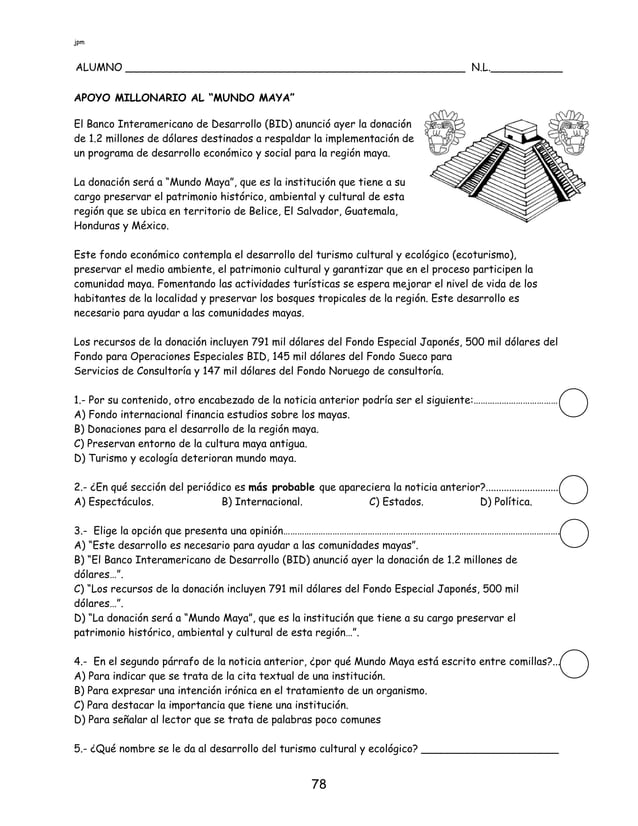 jpm
ALUMNO ____________________________________________________ N.L.___________
APOYO MILLONARIO AL “MUNDO MAYA”
El Banco Interamericano de Desarrollo (BID) anunció ayer la donación
de 1.2 millones de dólares destinados a respaldar la implementación de
un programa de desarrollo económico y social para la región maya.
La donación será a “Mundo Maya”, que es la institución que tiene a su
cargo preservar el patrimonio histórico, ambiental y cultural de esta
región que se ubica en territorio de Belice, El Salvador, Guatemala,
Honduras y México.
Este fondo económico contempla el desarrollo del turismo cultural y ecológico (ecoturismo),
preservar el medio ambiente, el patrimonio cultural y garantizar que en el proceso participen la
comunidad maya. Fomentando las actividades turísticas se espera mejorar el nivel de vida de los
habitantes de la localidad y preservar los bosques tropicales de la región. Este desarrollo es
necesario para ayudar a las comunidades mayas.
Los recursos de la donación incluyen 791 mil dólares del Fondo Especial Japonés, 500 mil dólares del
Fondo para Operaciones Especiales BID, 145 mil dólares del Fondo Sueco para
Servicios de Consultoría y 147 mil dólares del Fondo Noruego de consultoría.
1.- Por su contenido, otro encabezado de la noticia anterior podría ser el siguiente:………………………………
A) Fondo internacional financia estudios sobre los mayas.
B) Donaciones para el desarrollo de la región maya.
C) Preservan entorno de la cultura maya antigua.
D) Turismo y ecología deterioran mundo maya.
2.- ¿En qué sección del periódico es más probable que apareciera la noticia anterior?............................
A) Espectáculos. B) Internacional. C) Estados. D) Política.
3.- Elige la opción que presenta una opinión……………………………………………………………………………………………………
A) “Este desarrollo es necesario para ayudar a las comunidades mayas”.
B) “El Banco Interamericano de Desarrollo (BID) anunció ayer la donación de 1.2 millones de
dólares…”.
C) “Los recursos de la donación incluyen 791 mil dólares del Fondo Especial Japonés, 500 mil
dólares…”.
D) “La donación será a “Mundo Maya”, que es la institución que tiene a su cargo preservar el
patrimonio histórico, ambiental y cultural de esta región…”.
4.- En el segundo párrafo de la noticia anterior, ¿por qué Mundo Maya está escrito entre comillas?...
A) Para indicar que se trata de la cita textual de una institución.
B) Para expresar una intención irónica en el tratamiento de un organismo.
C) Para destacar la importancia que tiene una institución.
D) Para señalar al lector que se trata de palabras poco comunes
5.- ¿Qué nombre se le da al desarrollo del turismo cultural y ecológico? ______________________
78